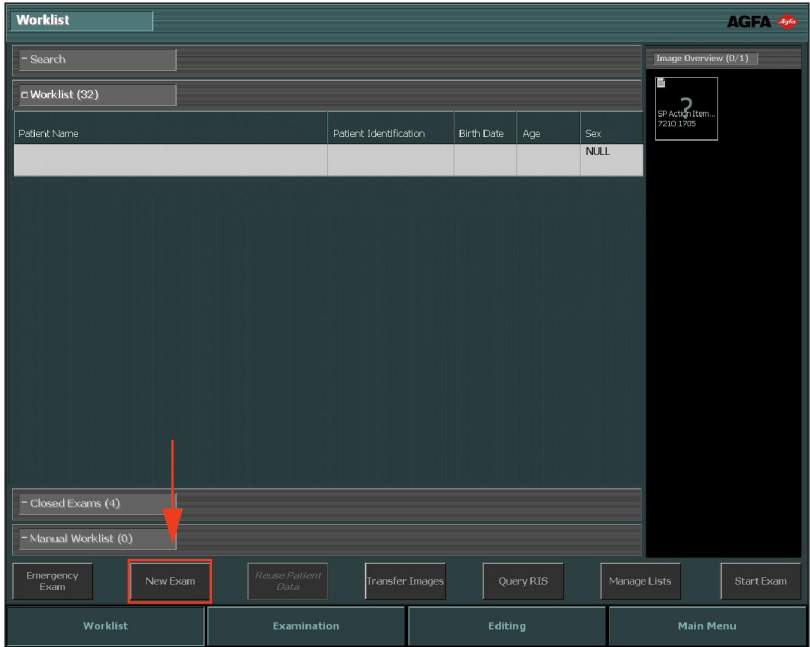 Worklist
AGFA
Agfa
Search
Image Overview (0/1)
Worklist (32)
?
SP Action Item...
7210 1705
Patient Name Patient Identification Birth Date Age Sex
NULL
Closed Exams (4)
Manual Worklist (0)
Emergency
Exam
New Exam
Reuse Patient
Data
Transfer Images
Query RIS
Manage Lists
Start Exam
Worklist Examination Editing Main Menu